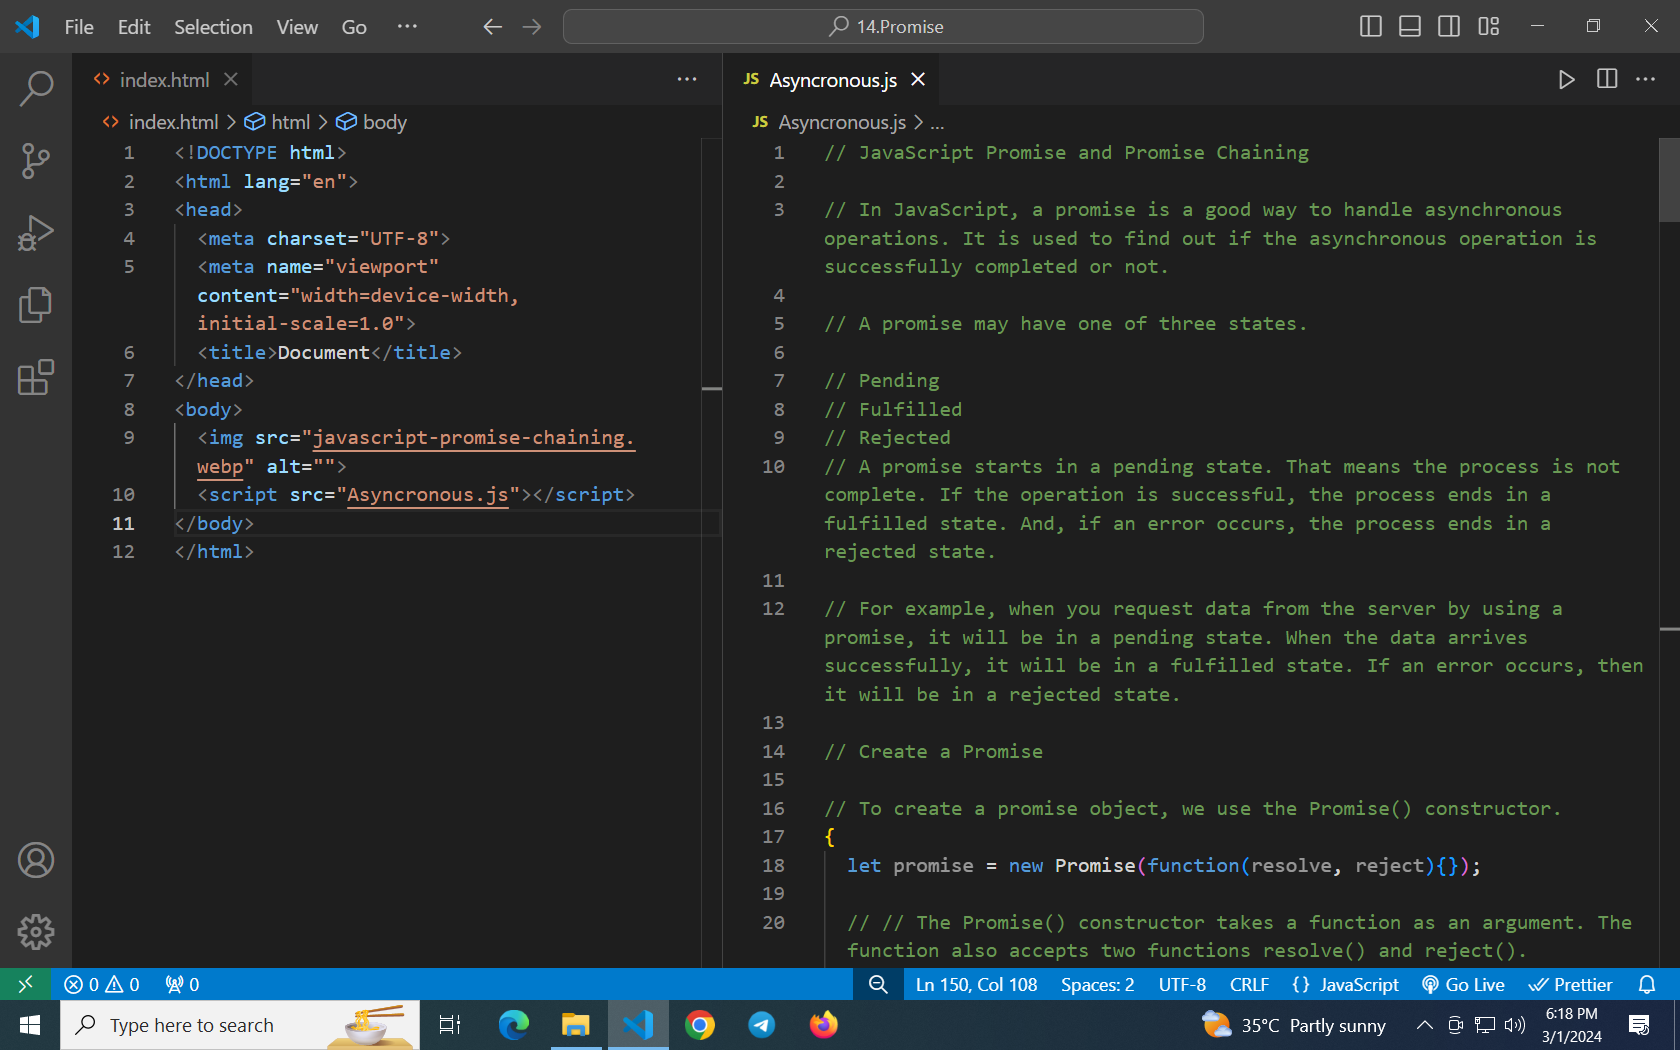 File Edit Selection View Go ···
14.Promise
index.html
index.html > html > body
1 <!DOCTYPE html>
2 <html lang="en">
3 <head>
4 <meta charset="UTF-8">
5 <meta name="viewport"
content="width=device-width,
initial-scale=1.0">
6 <title>Document</title>
7 </head>
8 <body>
9 <img src="javascript-promise-chaining.
webp" alt="">
10 <script src="Asyncronous.js"></script>
11 </body>
12 </html>
JS Asyncronous.js
JS Asyncronous.js > ...
1 // JavaScript Promise and Promise Chaining
2
3 // In JavaScript, a promise is a good way to handle asynchronous
operations. It is used to find out if the asynchronous operation is
successfully completed or not.
4
5 // A promise may have one of three states.
6
7 // Pending
8 // Fulfilled
9 // Rejected
10 // A promise starts in a pending state. That means the process is not
complete. If the operation is successful, the process ends in a
fulfilled state. And, if an error occurs, the process ends in a
rejected state.
11
12 // For example, when you request data from the server by using a
promise, it will be in a pending state. When the data arrives
successfully, it will be in a fulfilled state. If an error occurs, then
it will be in a rejected state.
13
14 // Create a Promise
15
16 // To create a promise object, we use the Promise() constructor.
17 {
18 let promise = new Promise(function(resolve, reject){});
19
20 // // The Promise() constructor takes a function as an argument. The
function also accepts two functions resolve() and reject().
0 0 0
Ln 150, Col 108 Spaces: 2 UTF-8 CRLF {} JavaScript Go Live Prettier
Type here to search
35°C Partly sunny
6:18 PM
3/1/2024